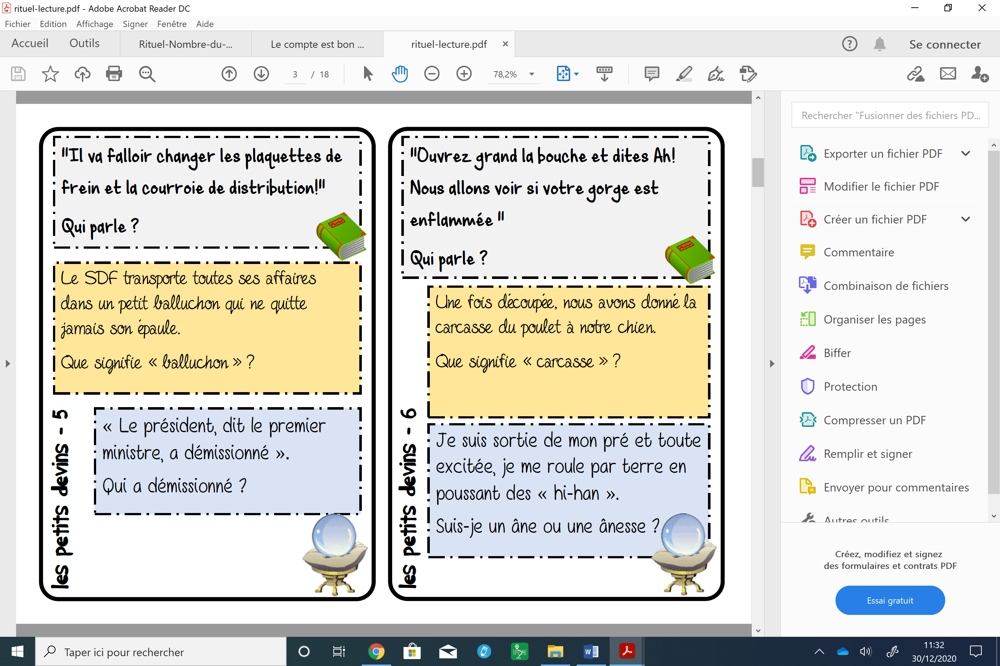 rituel-lecture.pdf - Adobe Acrobat Reader DC
Fichier Edition Affichage Signer Fenêtre Aide
Accueil Outils Rituel-Nombre-du-... Le compte est bon ... rituel-lecture.pdf Se connecter
3 / 18 78,2%
"Il va falloir changer les plaquettes de
frein et la courroie de distribution!"
Qui parle ?
Le SDF transporte toutes ses affaires
dans un petit balluchon qui ne quitte
jamais son épaule.
Que signifie « balluchon » ?
« Le président, dit le premier
ministre, a démissionné ».
Qui a démissionné ?
les petits devins - 5
"Ouvrez grand la bouche et dites Ah!
Nous allons voir si votre gorge est
enflammée "
Qui parle ?
Une fois découpée, nous avons donné la
carcasse du poulet à notre chien.
Que signifie « carcasse » ?
Je suis sortie de mon pré et toute
excitée, je me roule par terre en
poussant des « hi-han ».
Suis-je un âne ou une ânesse ?
les petits devins - 6
Rechercher "Fusionner des fichiers PD...
Exporter un fichier PDF
Modifier le fichier PDF
Créer un fichier PDF
Commentaire
Combinaison de fichiers
Organiser les pages
Biffer
Protection
Compresser un PDF
Remplir et signer
Envoyer pour commentaires
Autres outils
Créez, modifiez et signez
des formulaires et contrats PDF
Essai gratuit
Taper ici pour rechercher
IPEVO
11:32
30/12/2020